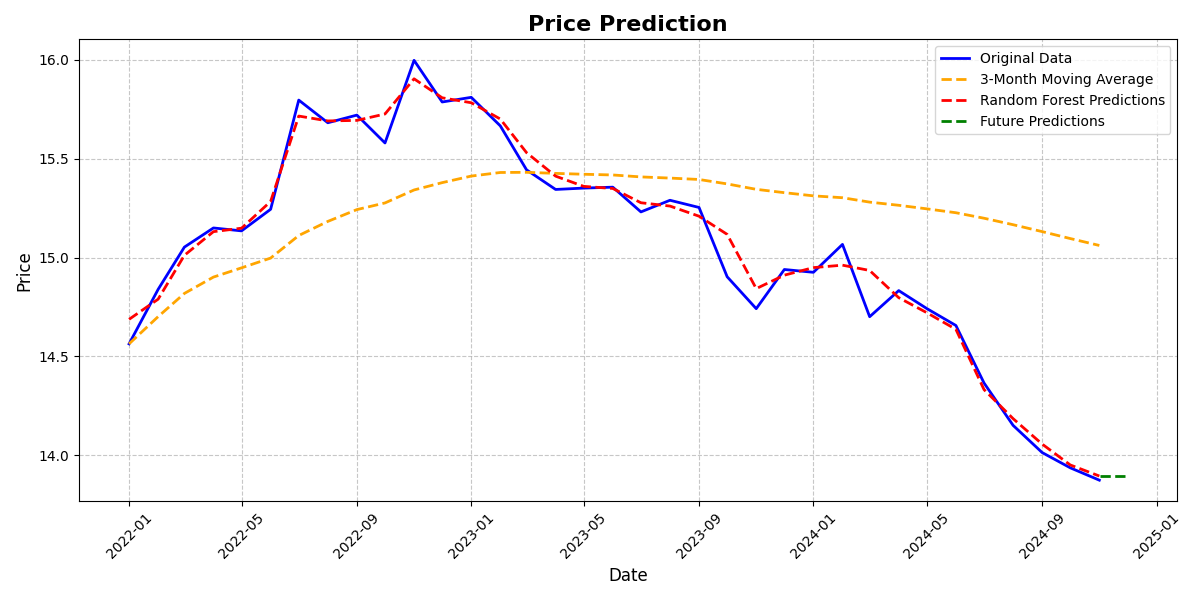 Price Prediction
Original Data
3-Month Moving Average
Random Forest Predictions
Future Predictions
Price
16.0
15.5
15.0
14.5
14.0
2022-01
2022-05
2022-09
2023-01
2023-05
2023-09
2024-01
2024-05
2024-09
2025-01
Date